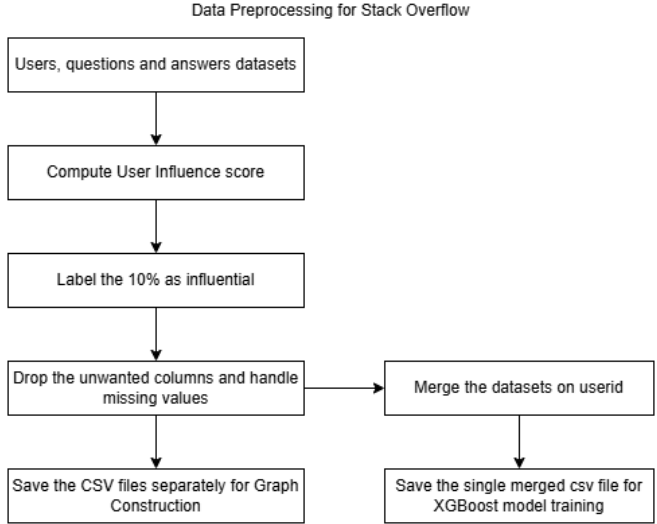 Data Preprocessing for Stack Overflow
Users, questions and answers datasets
Compute User Influence score
Label the 10% as influential
Drop the unwanted columns and handle
missing values
Merge the datasets on userid
Save the CSV files separately for Graph
Construction
Save the single merged csv file for
XGBoost model training